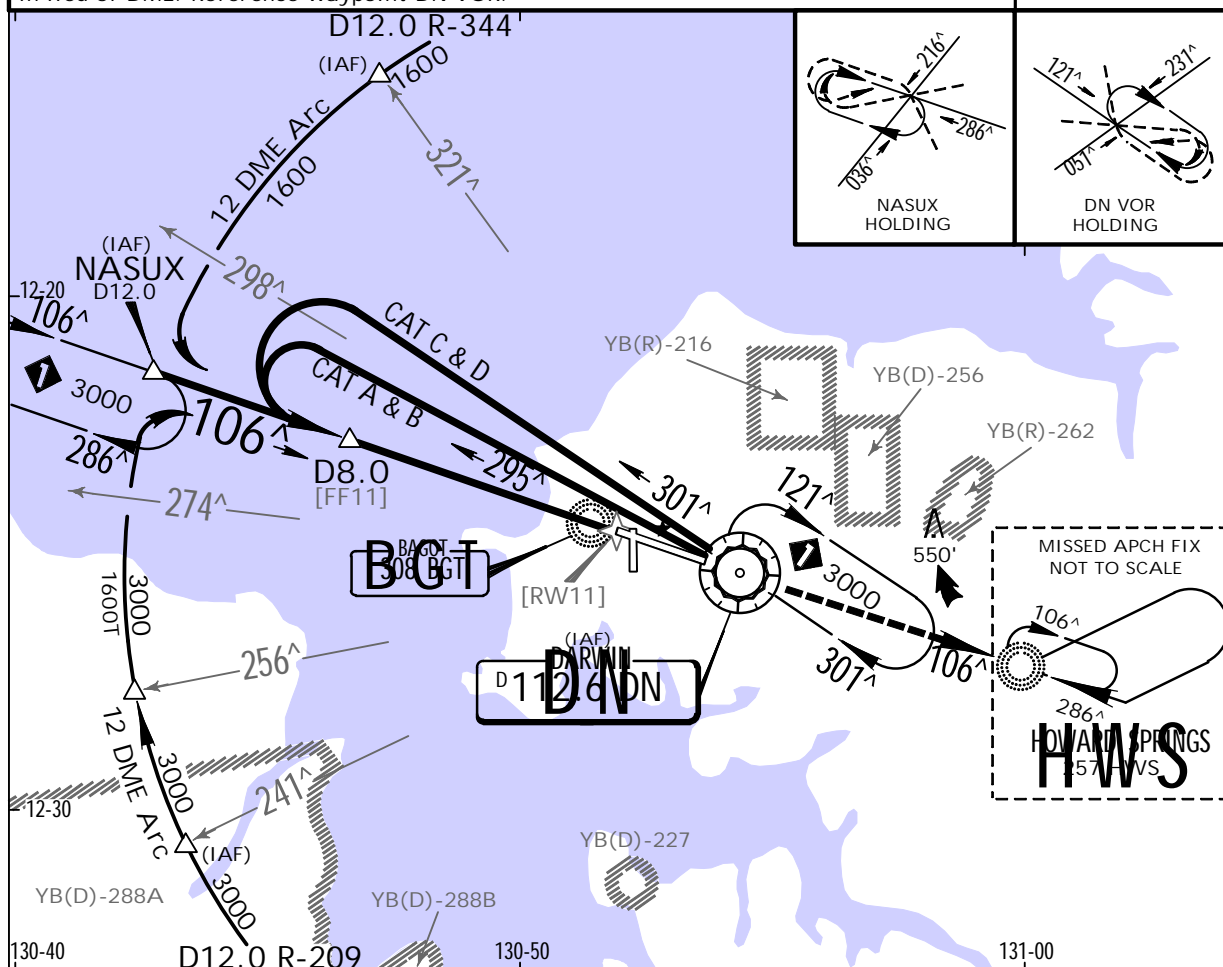 D12.0 R-344
(IAF)
1600
12 DME Arc
1600
321^
298^
(IAF)
NASUX
D12.0
12-20
106^
3000
286^
106^
D8.0
[FF11]
274^
CAT C & D
CAT A & B
295^
301^
216^
286^
036^
NASUX
HOLDING
121^
231^
051^
DN VOR
HOLDING
YB(R)-216
YB(D)-256
YB(R)-262
121^
3000
301^
106^
550'
BAGOT
308 BGT
BGT
[RW11]
(IAF)
DARWIN
D 112.6 DN
DN
MISSED APCH FIX
NOT TO SCALE
106^
286^
HOWARD SPRINGS
257 HWS
HWS
3000
1600T
256^
12 DME Arc
3000
241^
12-30
(IAF)
3000
YB(D)-288A
YB(D)-288B
YB(D)-227
D12.0 R-209
130-40
130-50
131-00